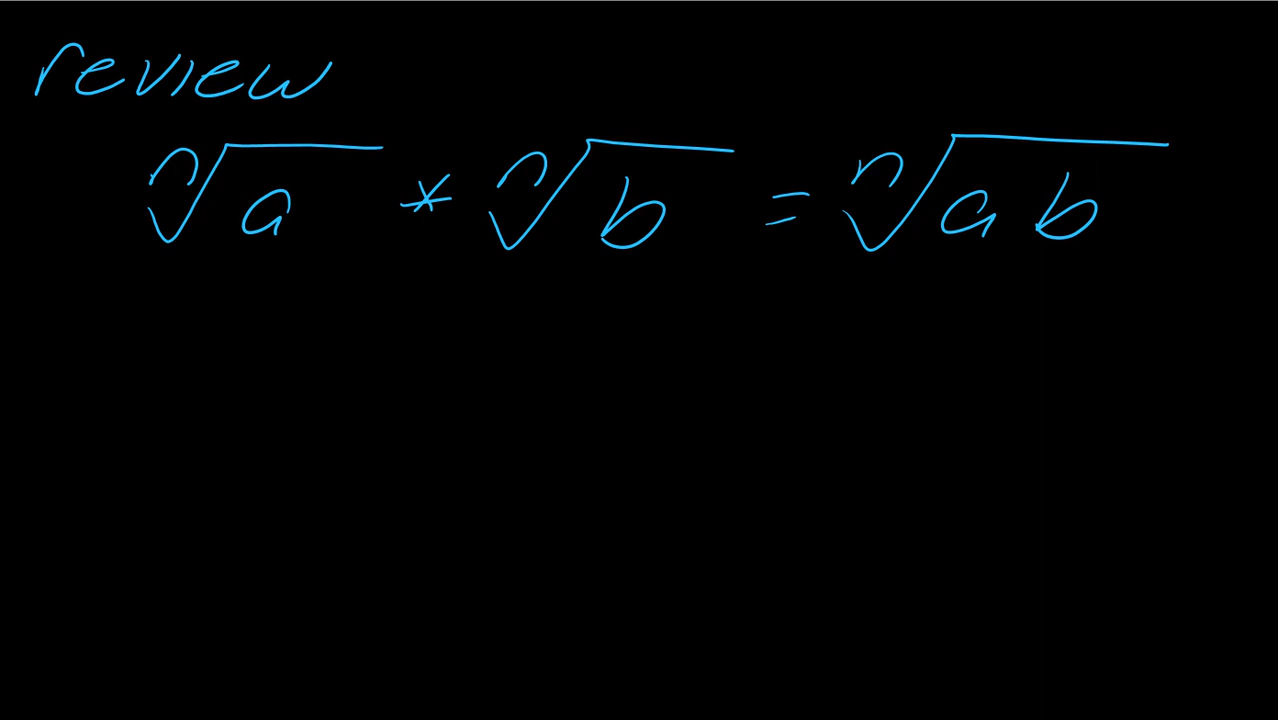 review
ⁿ√a * ⁿ√b = ⁿ√ab